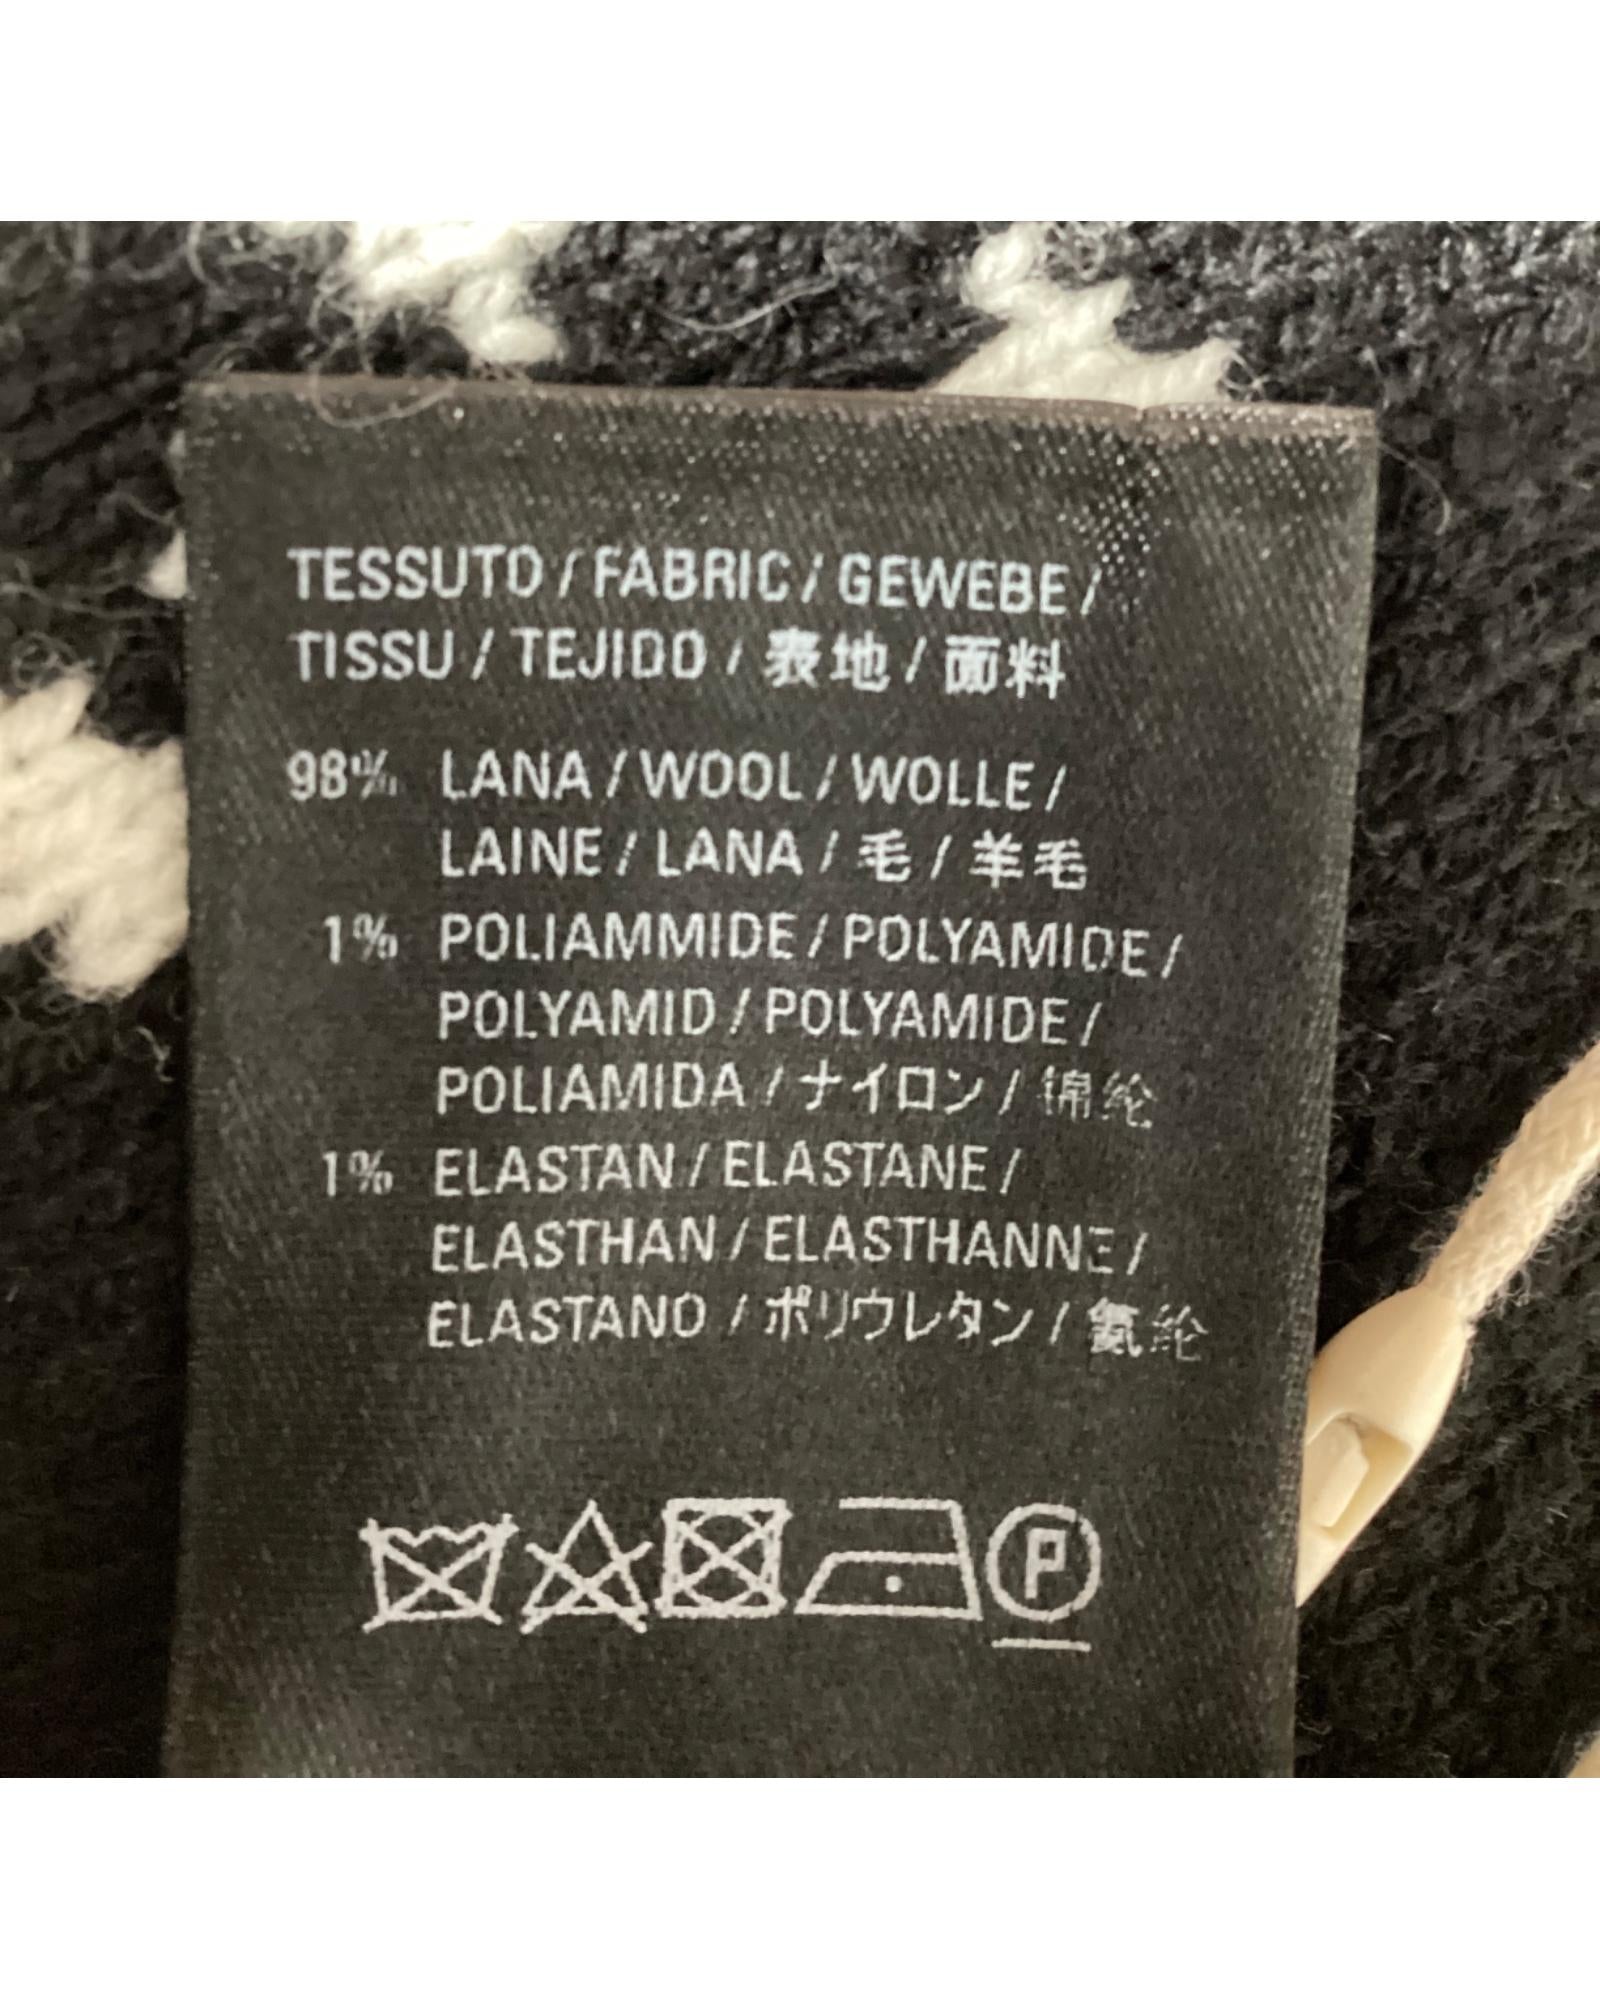 TESSUTO / FABRIC / GEWEBE /
TISSU / TEJIDO / 表地 / 面料
98% LANA / WOOL / WOLLE /
LAINE / LANA / 毛 / 羊毛
1% POLIAMMIDE / POLYAMIDE /
POLYAMID / POLYAMIDE /
POLIAMIDA / ナイロン / 锦纶
1% ELASTAN / ELASTANE /
ELASTHAN / ELASTHANNE /
ELASTANO / ポリウレタン / 氨纶
P